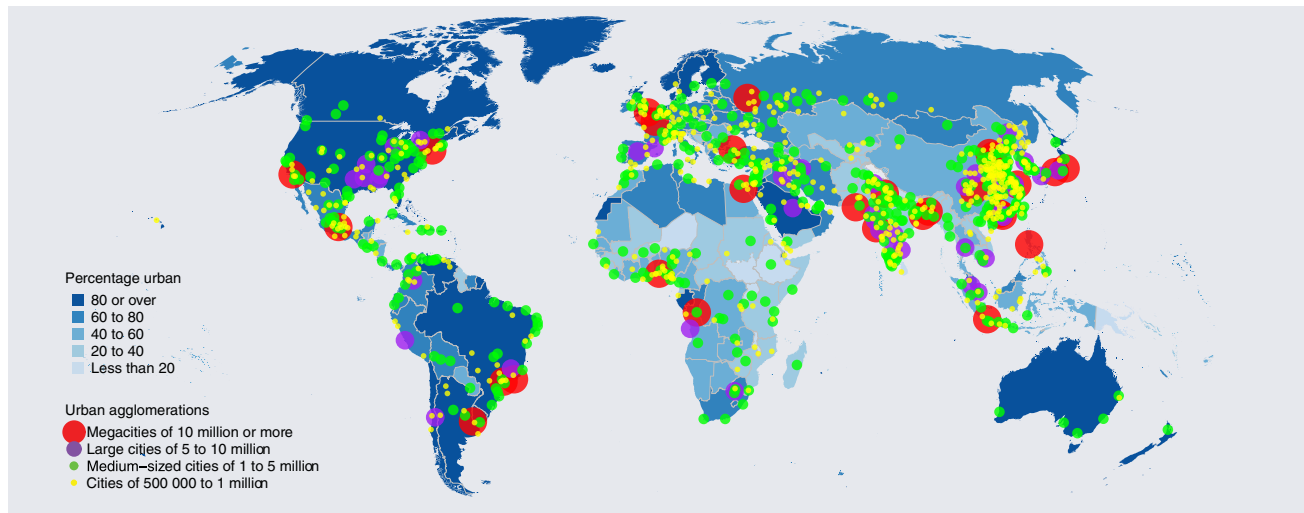 Percentage urban
80 or over
60 to 80
40 to 60
20 to 40
Less than 20
Urban agglomerations
Megacities of 10 million or more
Large cities of 5 to 10 million
Medium−sized cities of 1 to 5 million
Cities of 500 000 to 1 million